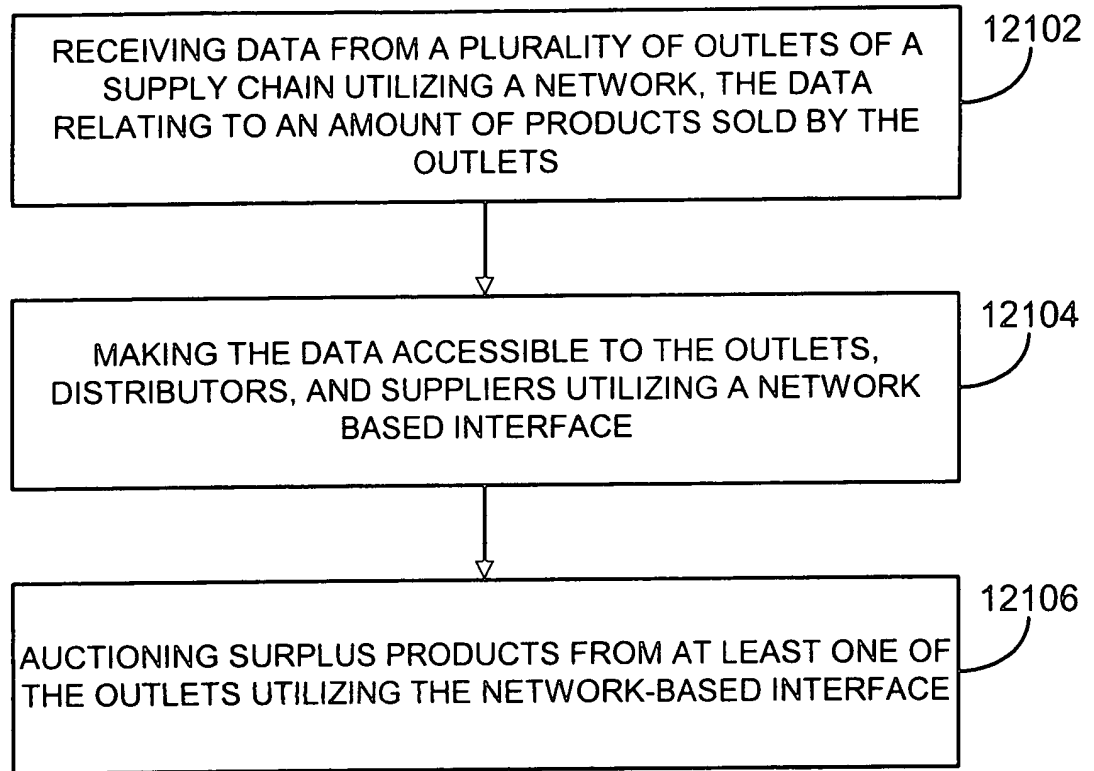 RECEIVING DATA FROM A PLURALITY OF OUTLETS OF A
SUPPLY CHAIN UTILIZING A NETWORK, THE DATA
RELATING TO AN AMOUNT OF PRODUCTS SOLD BY THE
OUTLETS
12102
MAKING THE DATA ACCESSIBLE TO THE OUTLETS,
DISTRIBUTORS, AND SUPPLIERS UTILIZING A NETWORK
BASED INTERFACE
12104
AUCTIONING SURPLUS PRODUCTS FROM AT LEAST ONE OF
THE OUTLETS UTILIZING THE NETWORK-BASED INTERFACE
12106